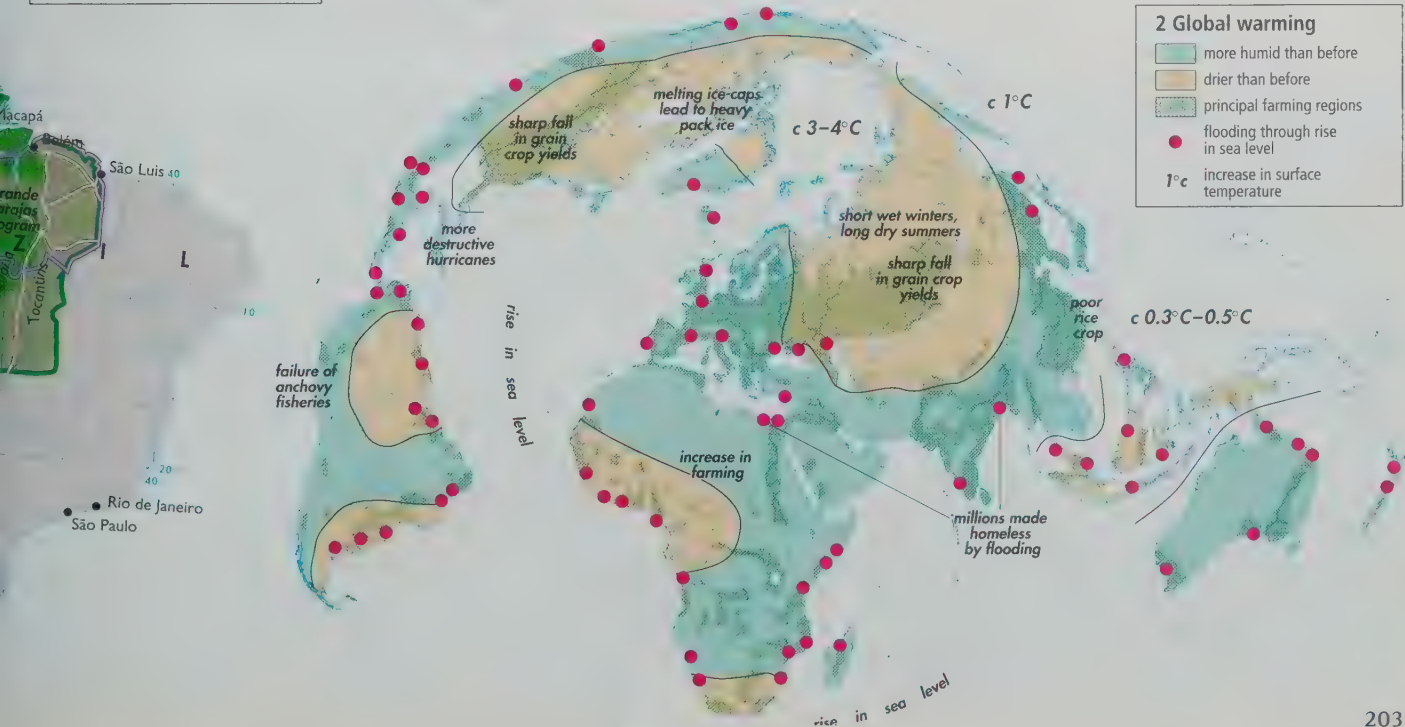 Belém
São Luis 40
Z
I
L
Tocantins
10
20
40
Rio de Janeiro
São Paulo
2 Global warming
more humid than before
drier than before
principal farming regions
flooding through rise
in sea level
1°c increase in surface
temperature
melting ice-caps
lead to heavy
pack ice
sharp fall
in grain
crop yields
c 3–4°C
c 1°C
more
destructive
hurricanes
short wet winters,
long dry summers
sharp fall
in grain crop
yields
rise in sea level
poor
rice
crop
c 0.3°C–0.5°C
failure of
anchovy
fisheries
increase in
farming
millions made
homeless
by flooding
rise in sea level
203